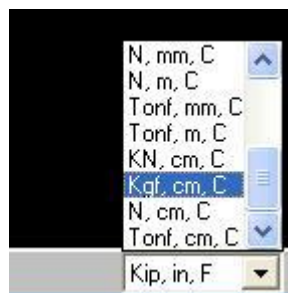 N, mm, C
N, m, C
Tonf, mm, C
Tonf, m, C
KN, cm, C
Kgf, cm, C
N, cm, C
Tonf, cm, C
Kip, in, F